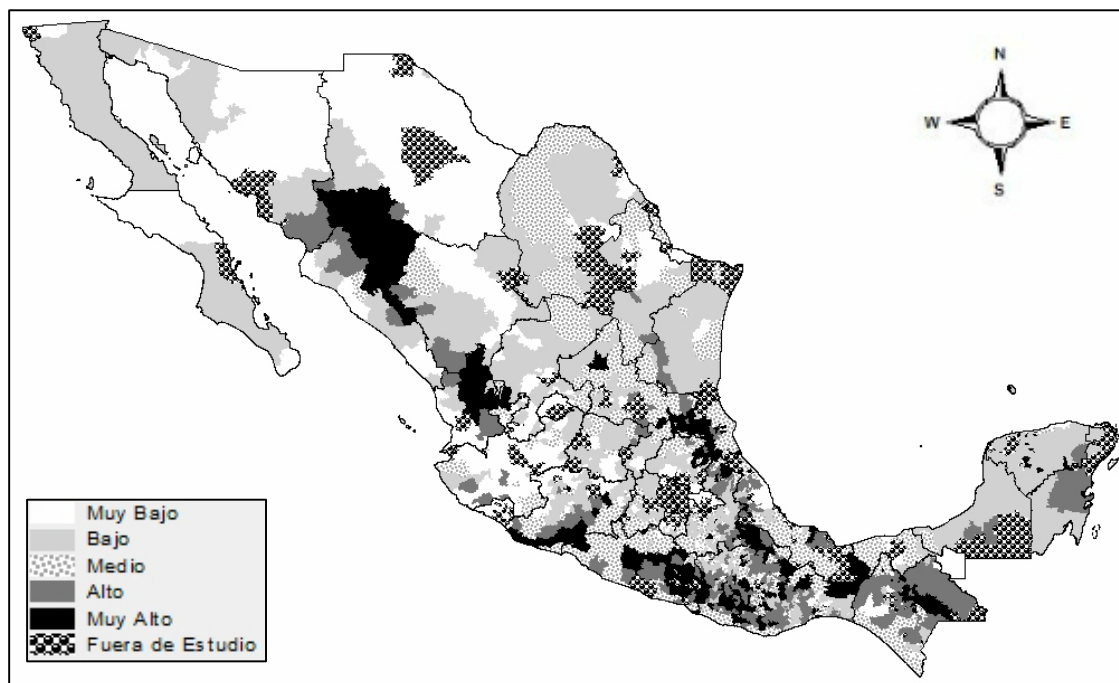 N
W E
S
Muy Bajo
Bajo
Medio
Alto
Muy Alto
Fuera de Estudio